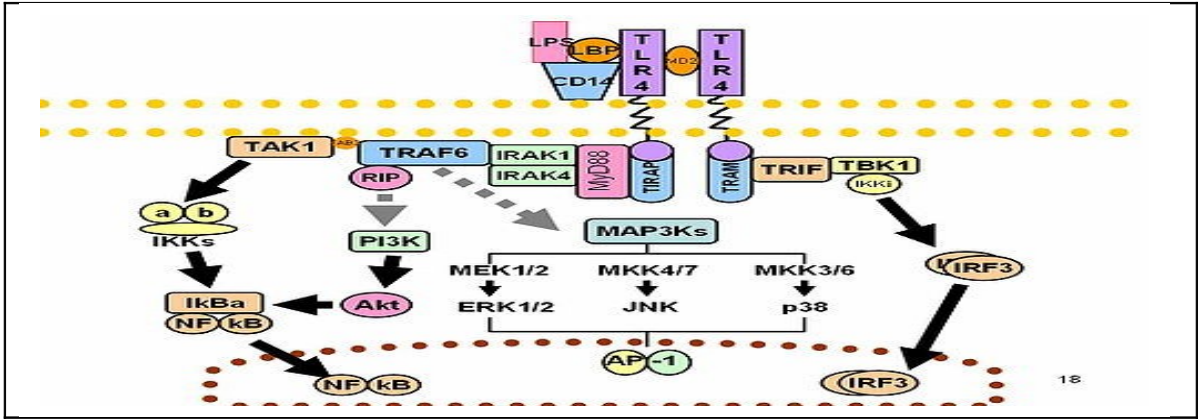 LPS
LBP
CD14
TLR4
MD2
TLR4
TAK1
TRAF6
RIP
IRAK1
IRAK4
MyD88
TIRAP
TRAM
TRIF
TBK1
IKKi
a b
IKKs
PI3K
MAP3Ks
IRF3
MEK1/2 MKK4/7 MKK3/6
ERK1/2 JNK p38
IkBa
NF kB
Akt
AP -1
NF kB
IRF3
18